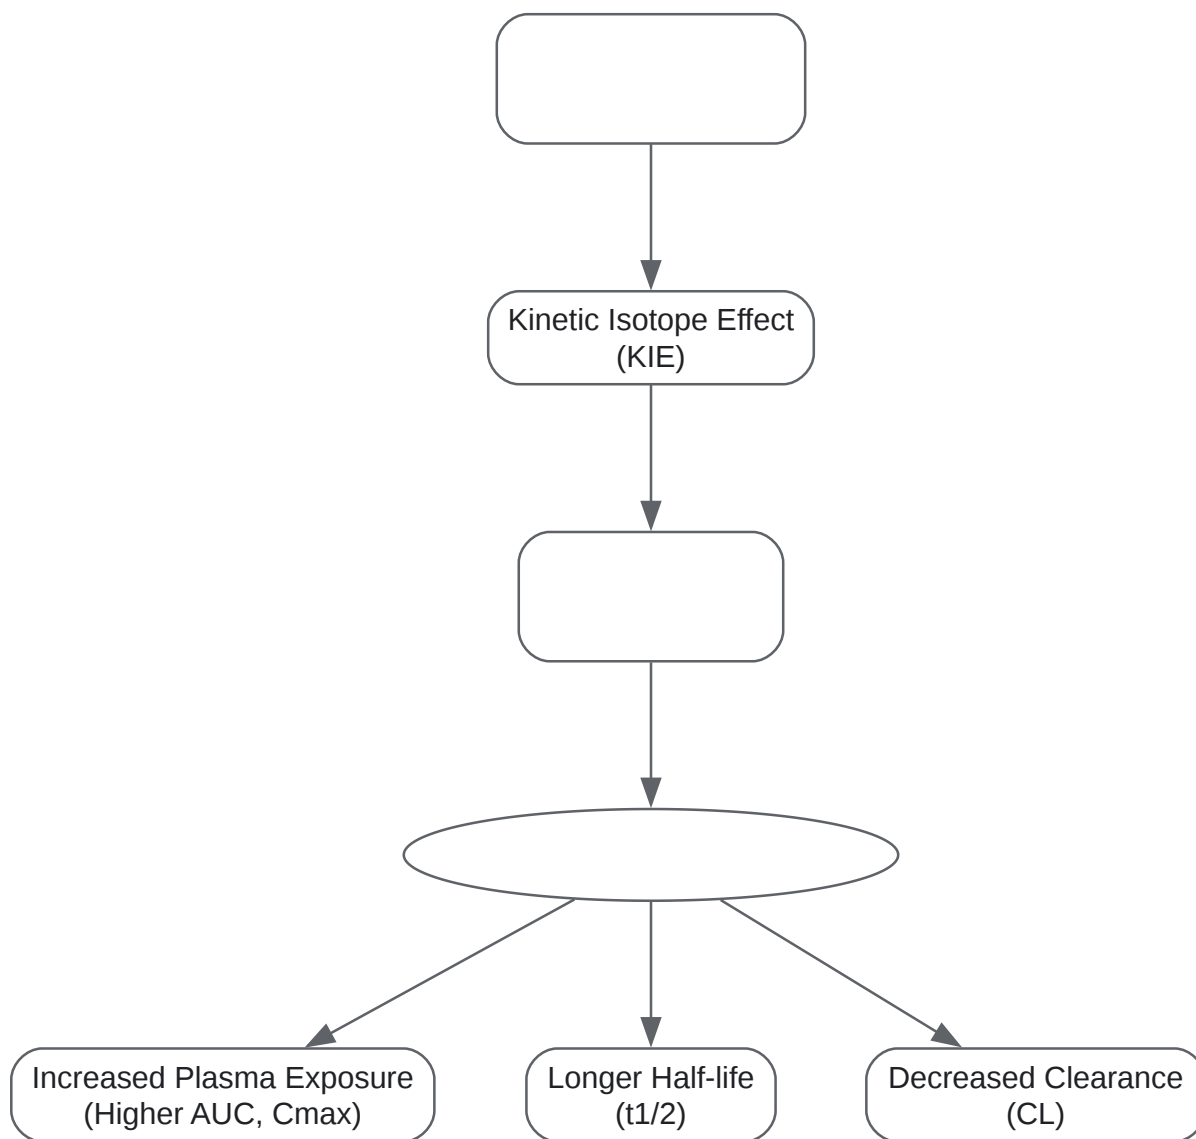 Kinetic Isotope Effect
(KIE)
Increased Plasma Exposure
(Higher AUC, Cmax)
Longer Half-life
(t1/2)
Decreased Clearance
(CL)